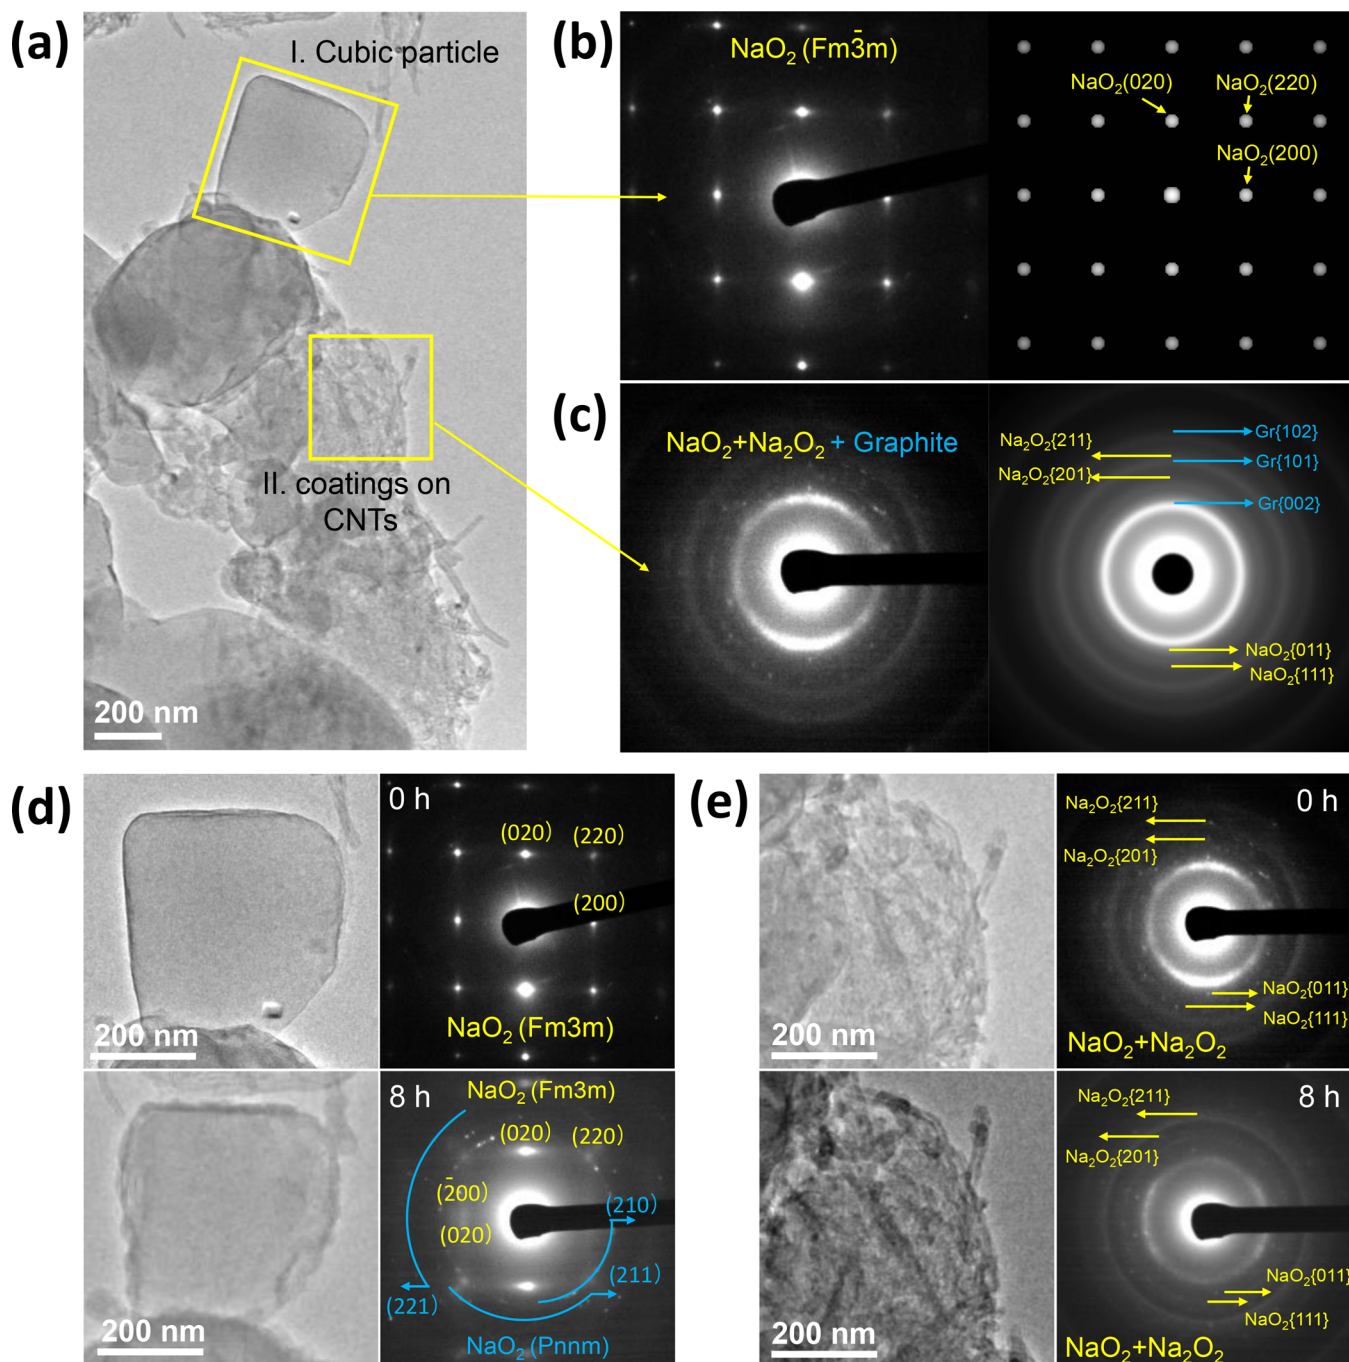 (a)
I. Cubic particle
II. coatings on
CNTs
200 nm
(b)
NaO₂ (Fm3̄m)
NaO₂(020)
NaO₂(220)
NaO₂(200)
(c)
NaO₂+Na₂O₂ + Graphite
Na₂O₂{211}
Na₂O₂{201}
Gr{102}
Gr{101}
Gr{002}
NaO₂{011}
NaO₂{111}
(d)
200 nm
0 h
(020)
(220)
(200)
NaO₂ (Fm3m)
200 nm
8 h
NaO₂ (Fm3m)
(020)
(220)
(2̄00)
(020)
(210)
(211)
(221)
NaO₂ (Pnnm)
(e)
200 nm
0 h
Na₂O₂{211}
Na₂O₂{201}
NaO₂{011}
NaO₂{111}
NaO₂+Na₂O₂
200 nm
8 h
Na₂O₂{211}
Na₂O₂{201}
NaO₂{011}
NaO₂{111}
NaO₂+Na₂O₂